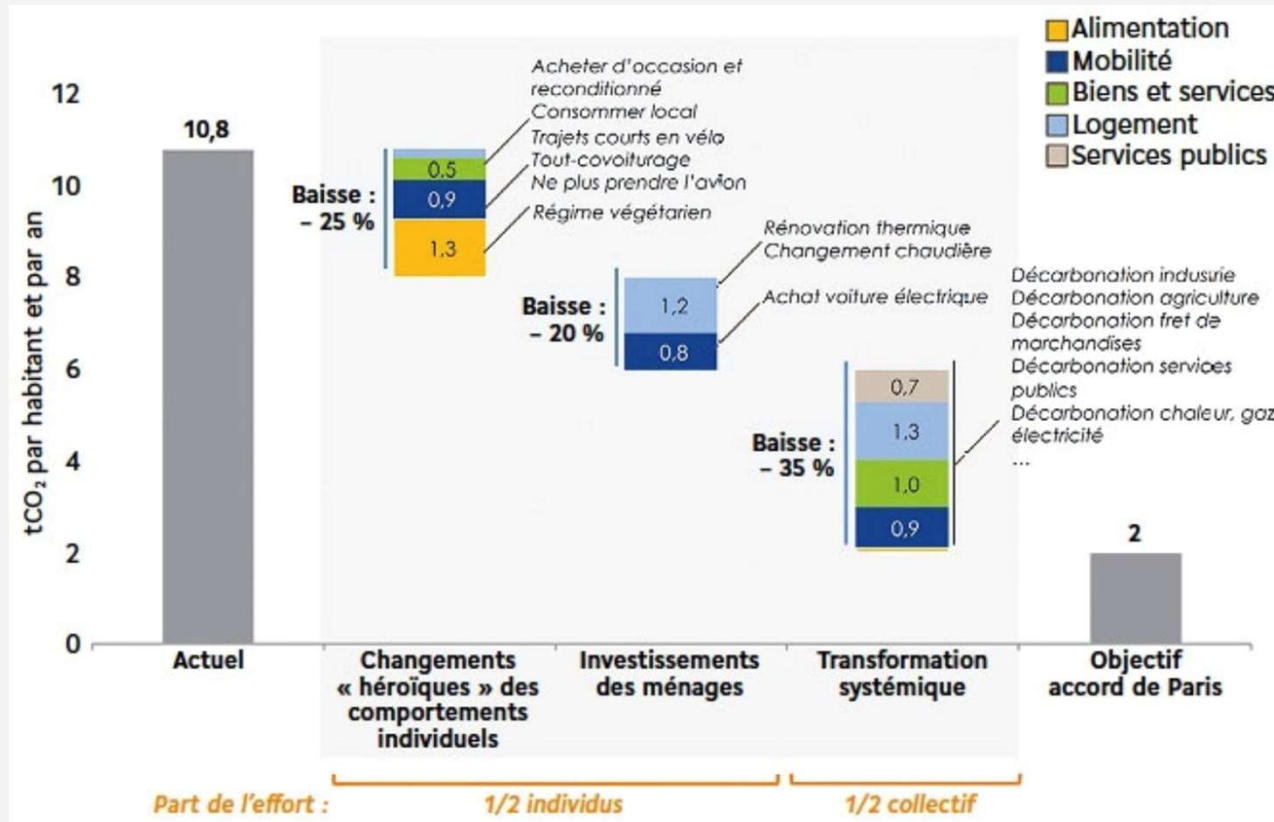 Alimentation
Mobilité
Biens et services
Logement
Services publics
tCO₂ par habitant et par an
12
10
8
6
4
2
0
10,8
Baisse :
– 25 %
0,5
0,9
1,3
Acheter d'occasion et
reconditionné
Consommer local
Trajets courts en vélo
Tout-covoiturage
Ne plus prendre l'avion
Régime végétarien
Baisse :
– 20 %
1,2
0,8
Rénovation thermique
Changement chaudière
Achat voiture électrique
Baisse :
– 35 %
0,7
1,3
1,0
0,9
Décarbonation indusrie
Décarbonation agriculture
Décarbonation fret de
marchandises
Décarbonation services
publics
Décarbonation chaleur, gaz
électricité
...
2
Actuel
Changements
« héroïques » des
comportements
individuels
Investissements
des ménages
Transformation
systémique
Objectif
accord de Paris
Part de l'effort :
1/2 individus
1/2 collectif